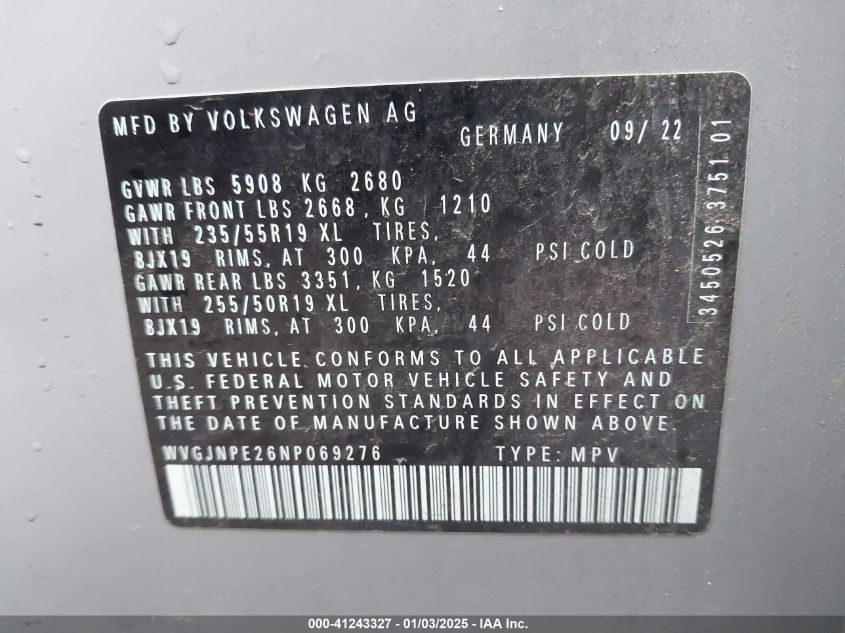 MFD BY VOLKSWAGEN AG
GERMANY 09/ 22
GVWR LBS 5908 KG 2680
GAWR FRONT LBS 2668, KG 1210
WITH 235/55R19 XL TIRES,
8JX19 RIMS, AT 300 KPA, 44 PSI COLD
GAWR REAR LBS 3351, KG 1520
WITH 255/50R19 XL TIRES,
8JX19 RIMS, AT 300 KPA, 44 PSI COLD
THIS VEHICLE CONFORMS TO ALL APPLICABLE
U.S. FEDERAL MOTOR VEHICLE SAFETY AND
THEFT PREVENTION STANDARDS IN EFFECT ON
THE DATE OF MANUFACTURE SHOWN ABOVE.
WVGJNPE26NP069276 TYPE: MPV
3450526 3751 01
000-41243327 - 01/03/2025 - IAA Inc.